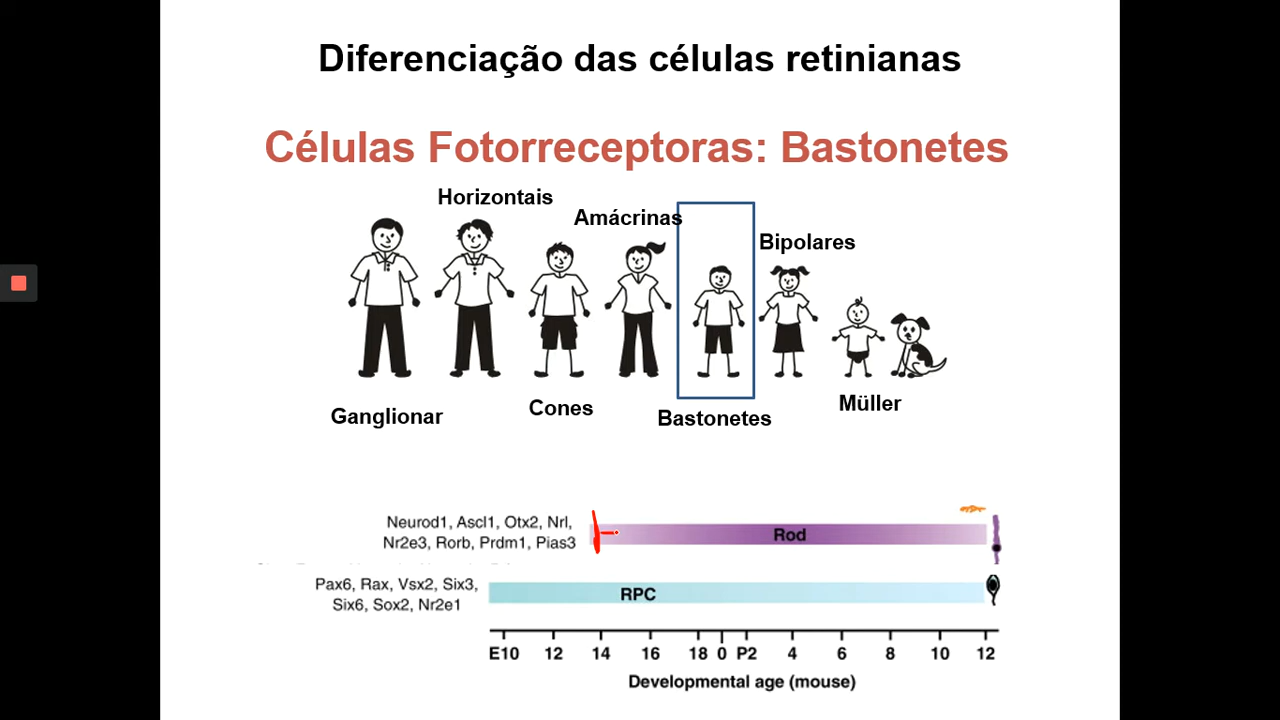 Diferenciação das células retinianas
Células Fotorreceptoras: Bastonetes
Horizontais
Amácrinas
Bipolares
Ganglionar
Cones
Bastonetes
Müller
Neurod1, Ascl1, Otx2, Nrl,
Nr2e3, Rorb, Prdm1, Pias3
Rod
Pax6, Rax, Vsx2, Six3,
Six6, Sox2, Nr2e1
RPC
E10 12 14 16 18 0 P2 4 6 8 10 12
Developmental age (mouse)